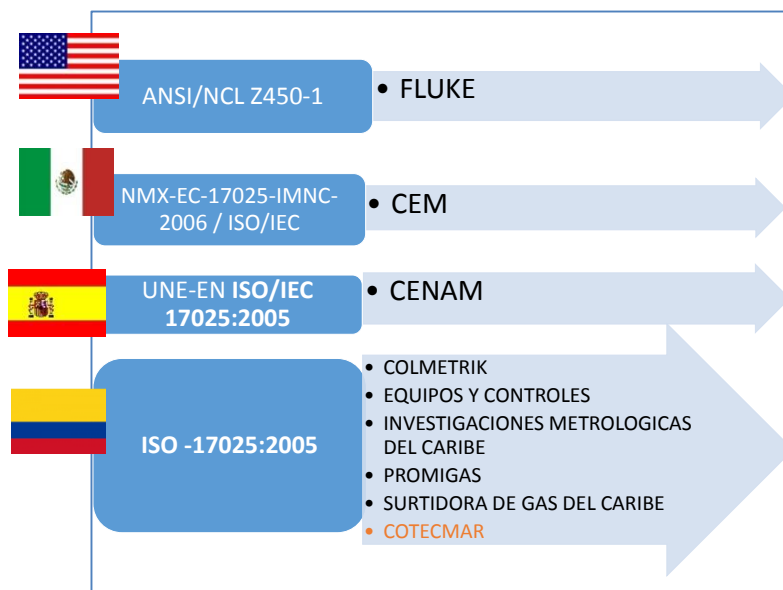 ANSI/NCL Z450-1
• FLUKE
NMX-EC-17025-IMNC-
2006 / ISO/IEC
• CEM
UNE-EN ISO/IEC
17025:2005
• CENAM
ISO -17025:2005
• COLMETRIK
• EQUIPOS Y CONTROLES
• INVESTIGACIONES METROLOGICAS
DEL CARIBE
• PROMIGAS
• SURTIDORA DE GAS DEL CARIBE
• COTECMAR